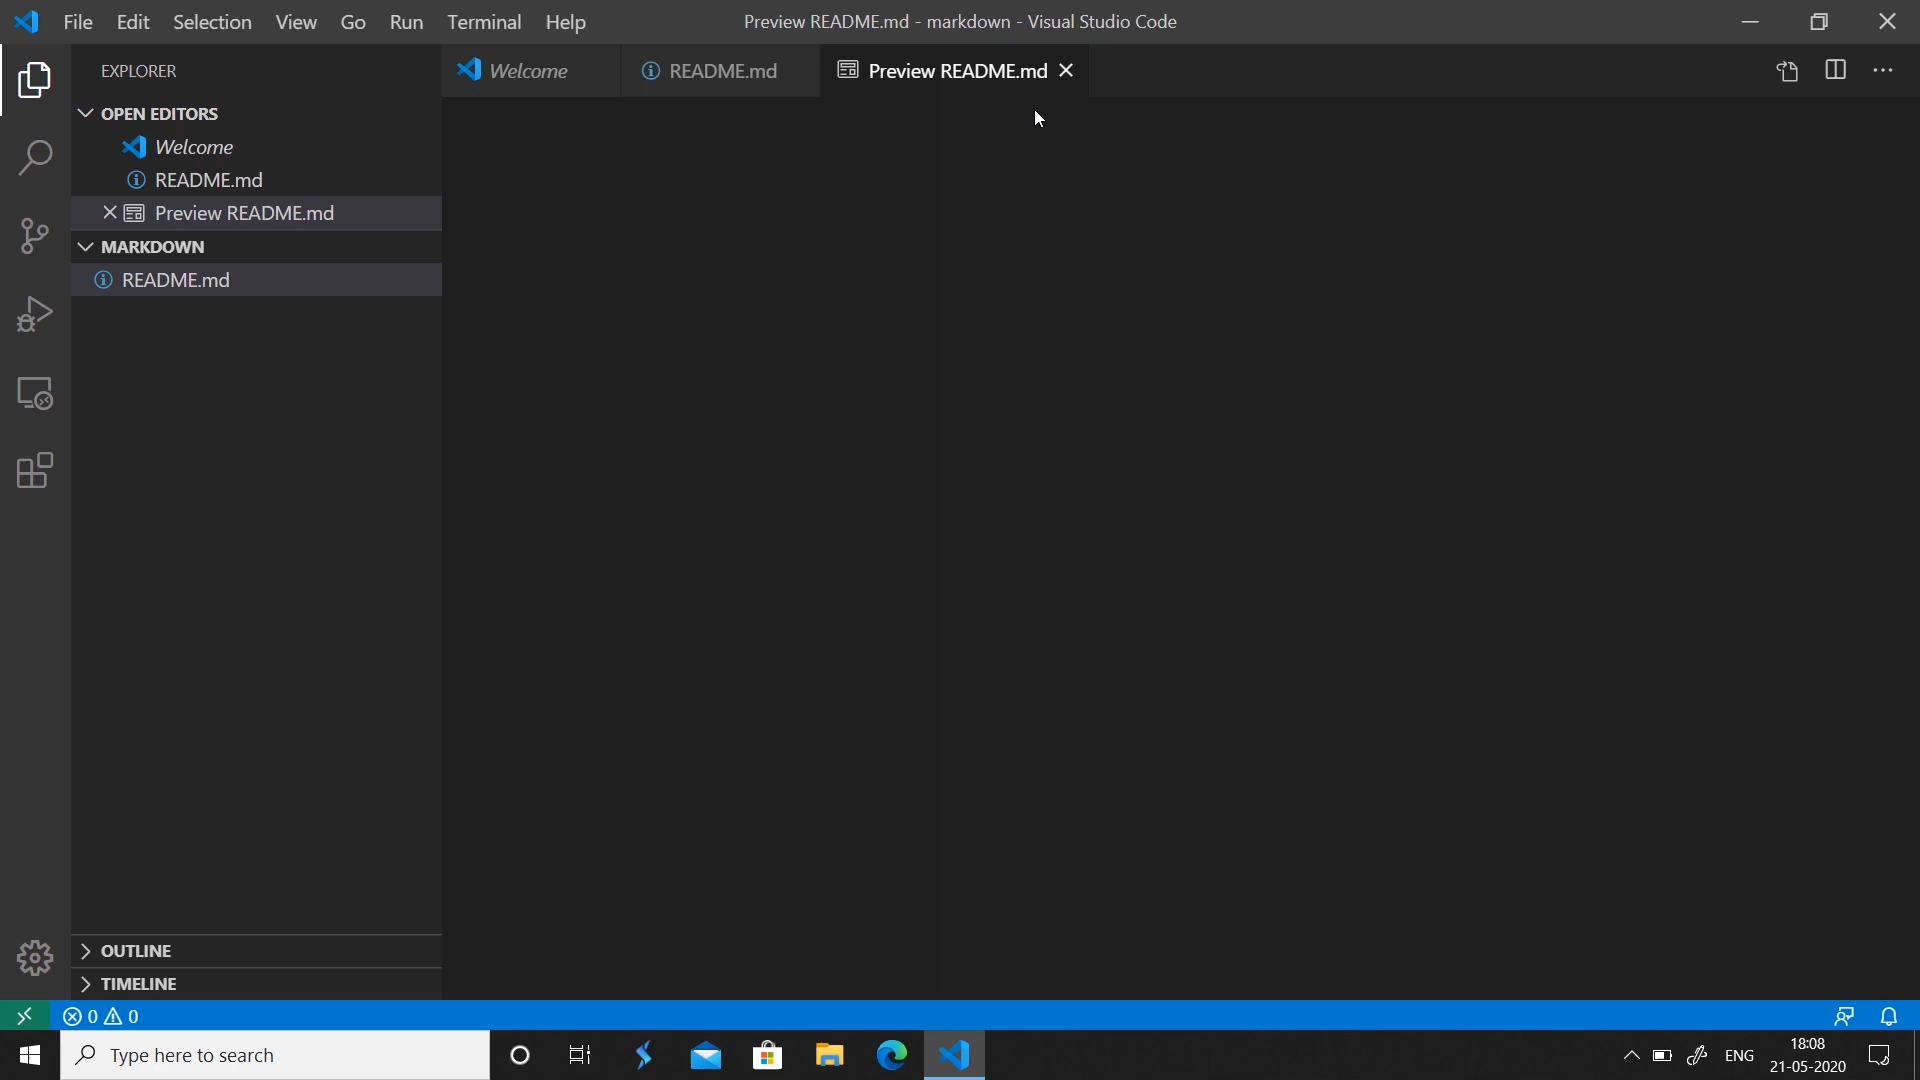 File Edit Selection View Go Run Terminal Help
Preview README.md - markdown - Visual Studio Code
EXPLORER
Welcome
README.md
Preview README.md
OPEN EDITORS
Welcome
README.md
Preview README.md
MARKDOWN
README.md
OUTLINE
TIMELINE
0 0
Type here to search
ENG
18:08
21-05-2020